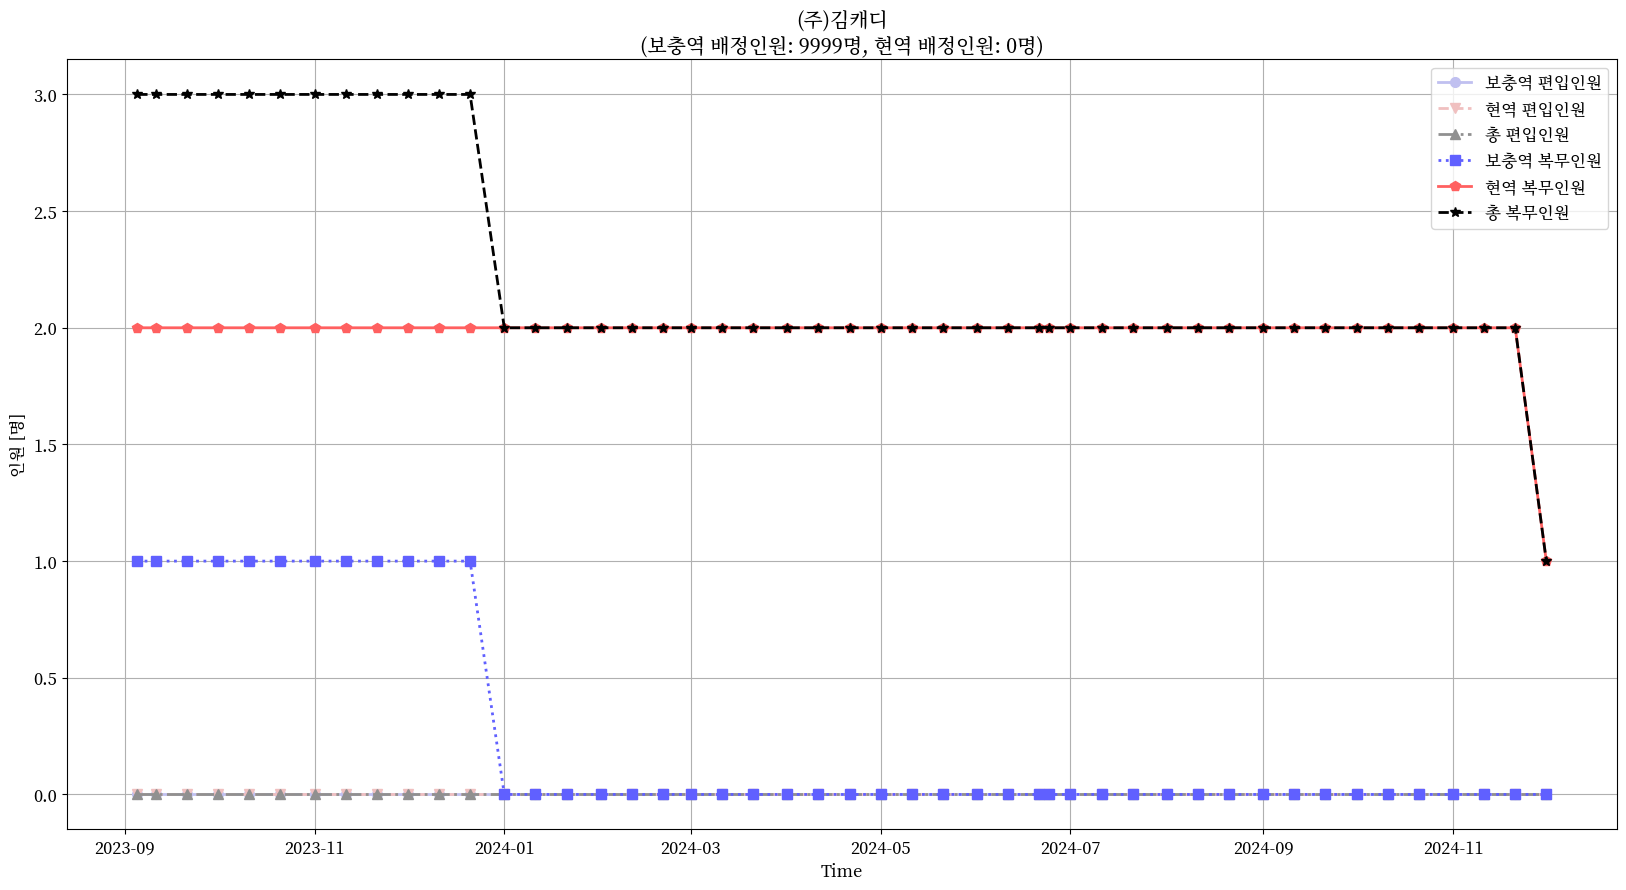 (주)김캐디
(보충역 배정인원: 9999명, 현역 배정인원: 0명)
보충역 편입인원
현역 편입인원
총 편입인원
보충역 복무인원
현역 복무인원
총 복무인원
인원 [명]
3.0
2.5
2.0
1.5
1.0
0.5
0.0
2023-09
2023-11
2024-01
2024-03
2024-05
2024-07
2024-09
2024-11
Time